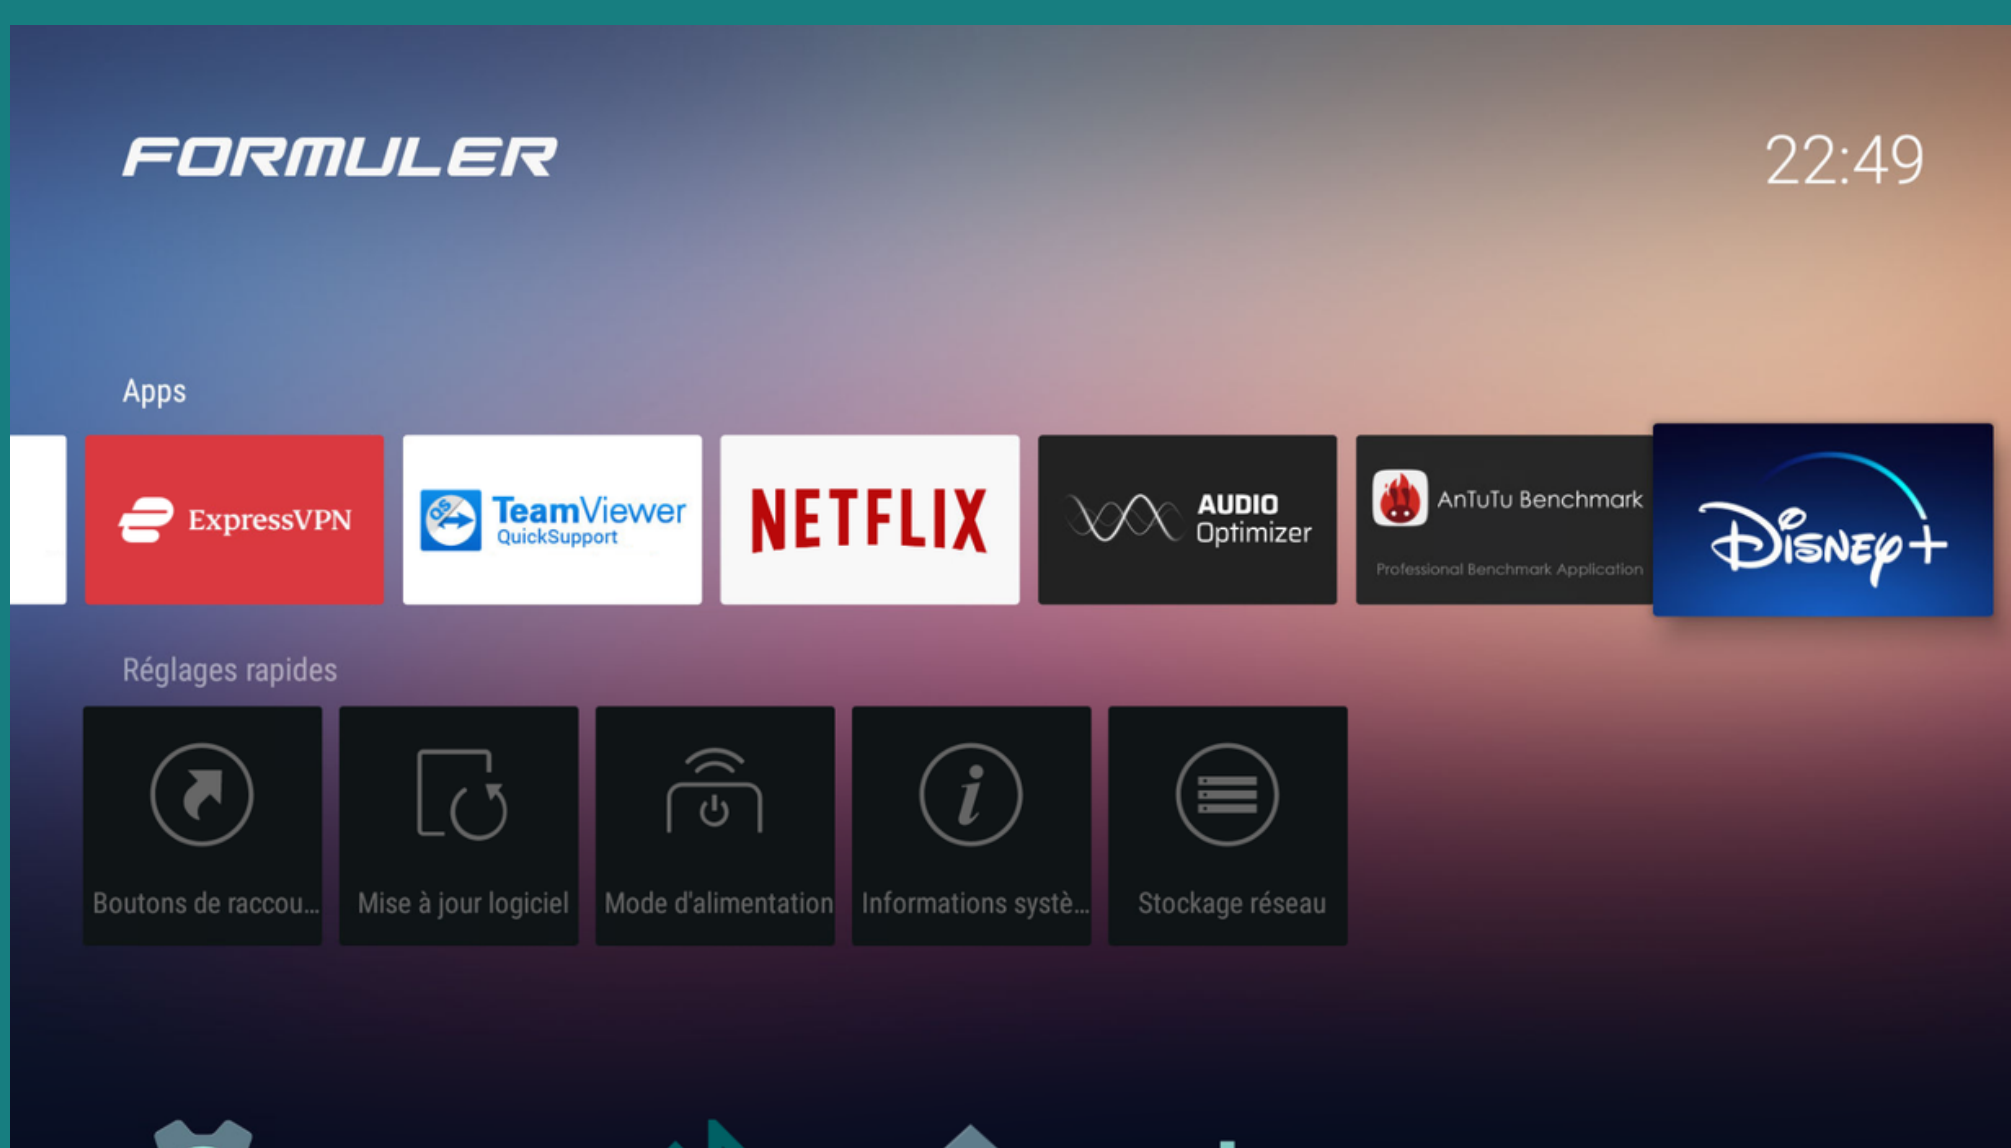 FORMULER
22:49
Apps
ExpressVPN
TeamViewer
QuickSupport
NETFLIX
AUDIO
Optimizer
AnTuTu Benchmark
Professional Benchmark Application
Disney+
Réglages rapides
Boutons de raccou...
Mise à jour logiciel
Mode d'alimentation
Informations systè...
Stockage réseau